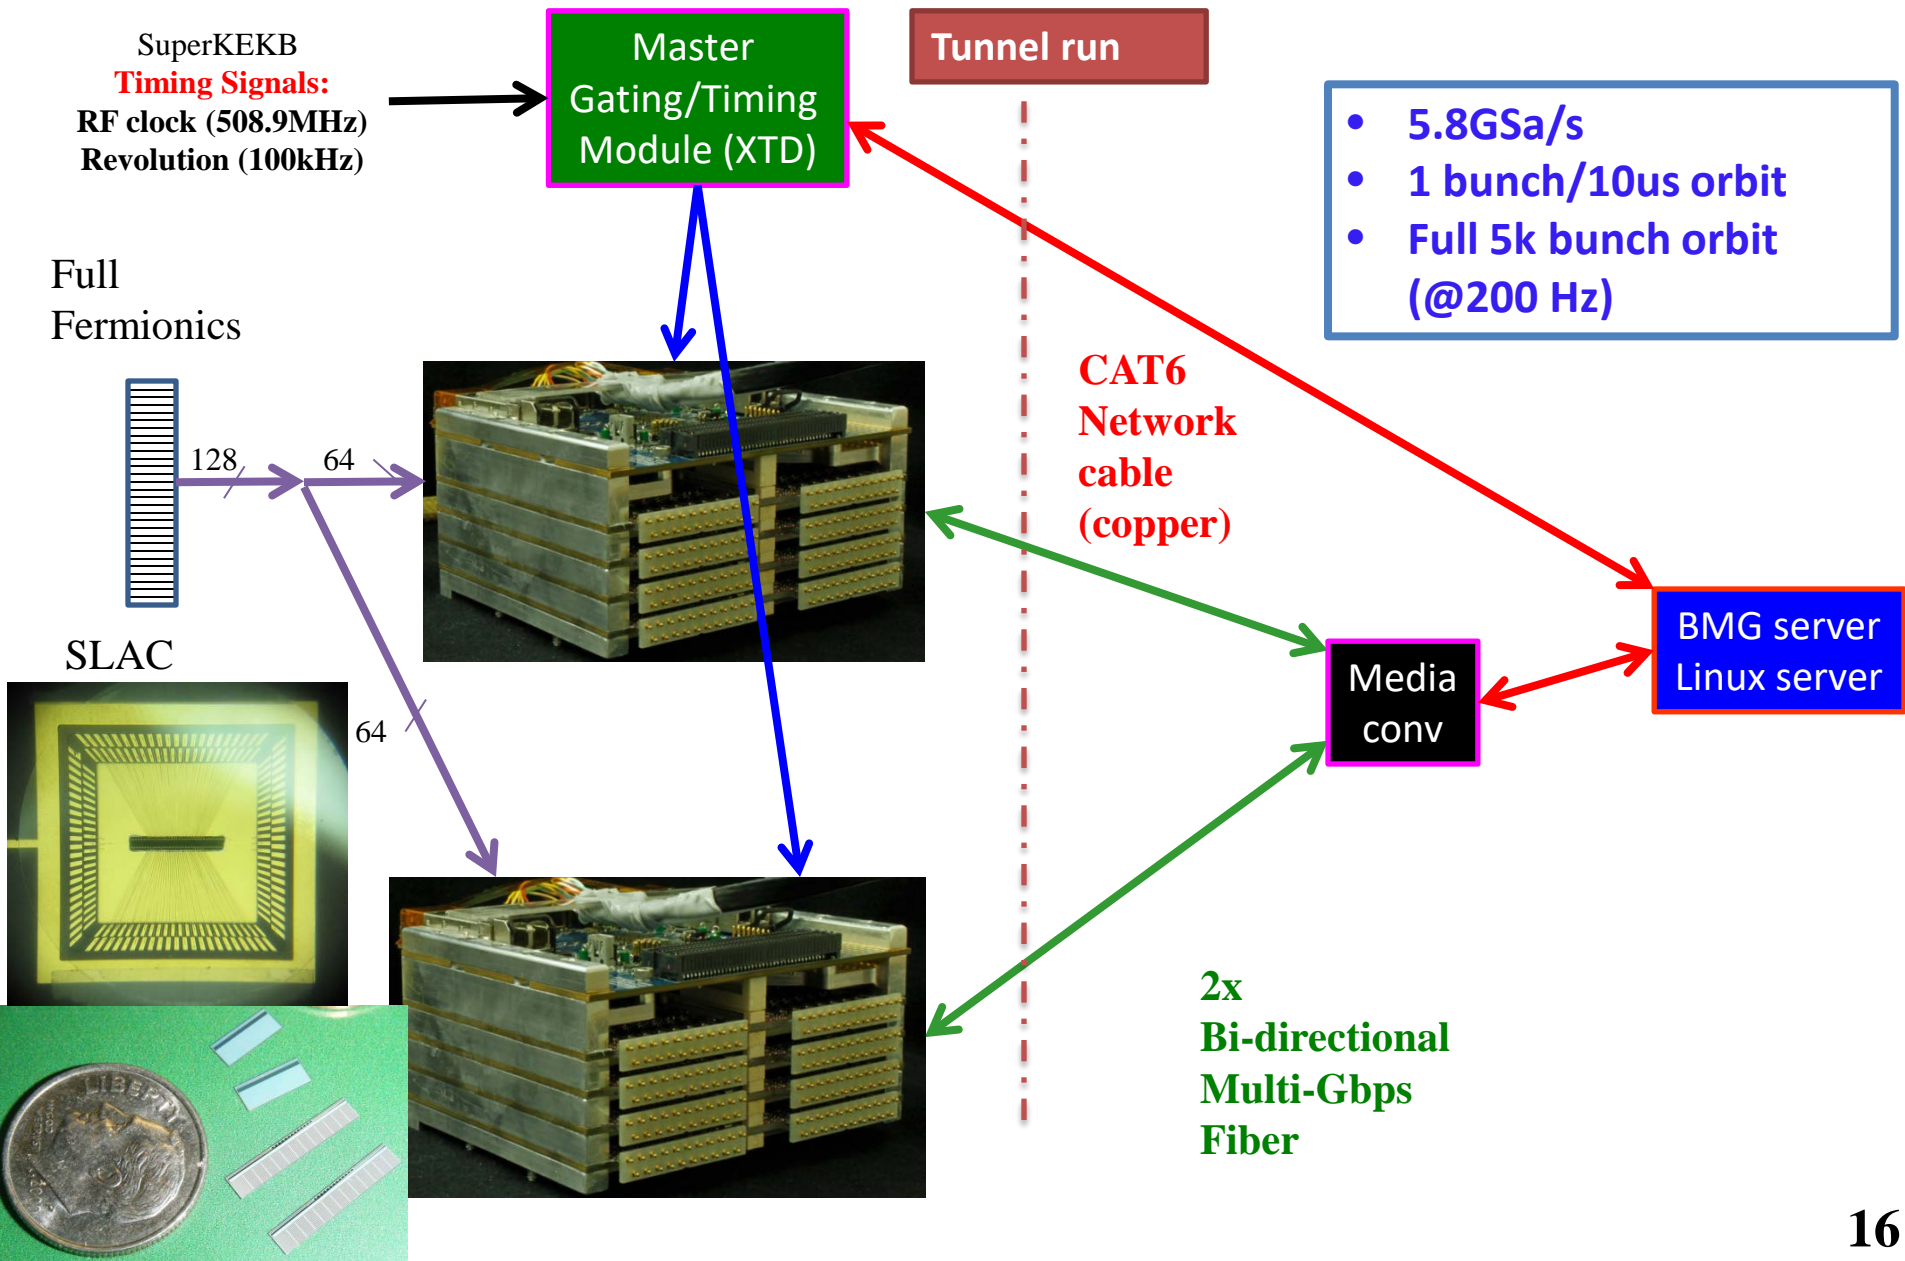 SuperKEKB
Timing Signals:
RF clock (508.9MHz)
Revolution (100kHz)
Master
Gating/Timing
Module (XTD)
Tunnel run
• 5.8GSa/s
• 1 bunch/10us orbit
• Full 5k bunch orbit
(@200 Hz)
Full
Fermionics
128
64
CAT6
Network
cable
(copper)
SLAC
64
BMG server
Linux server
Media
conv
2x
Bi-directional
Multi-Gbps
Fiber
LIBERTY
16